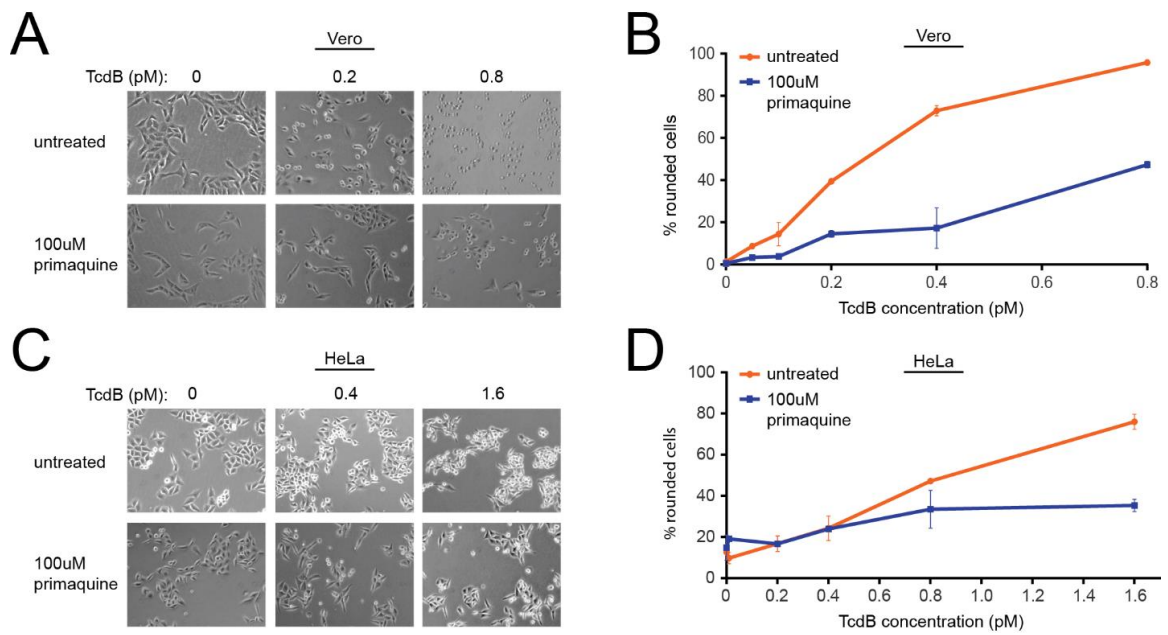 A
Vero
TcdB (pM): 0 0.2 0.8
untreated
100uM
primaquine
B
Vero
untreated
100uM
primaquine
% rounded cells
100
80
60
40
20
0
0 0.2 0.4 0.6 0.8
TcdB concentration (pM)
C
HeLa
TcdB (pM): 0 0.4 1.6
untreated
100uM
primaquine
D
HeLa
untreated
100uM
primaquine
% rounded cells
100
80
60
40
20
0
0 0.2 0.4 0.6 0.8 1.0 1.2 1.4 1.6
TcdB concentration (pM)